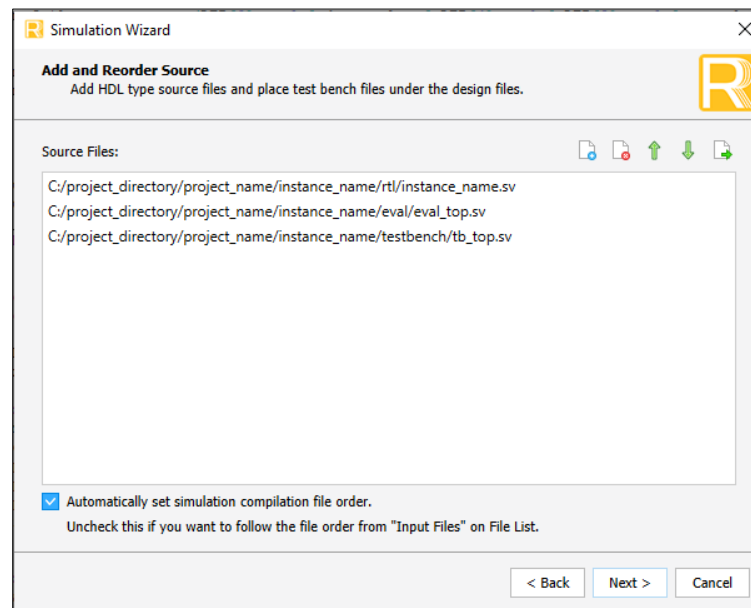 Simulation Wizard
Add and Reorder Source
Add HDL type source files and place test bench files under the design files.
Source Files:
C:/project_directory/project_name/instance_name/rtl/instance_name.sv
C:/project_directory/project_name/instance_name/eval/eval_top.sv
C:/project_directory/project_name/instance_name/testbench/tb_top.sv
Automatically set simulation compilation file order.
Uncheck this if you want to follow the file order from "Input Files" on File List.
< Back Next > Cancel